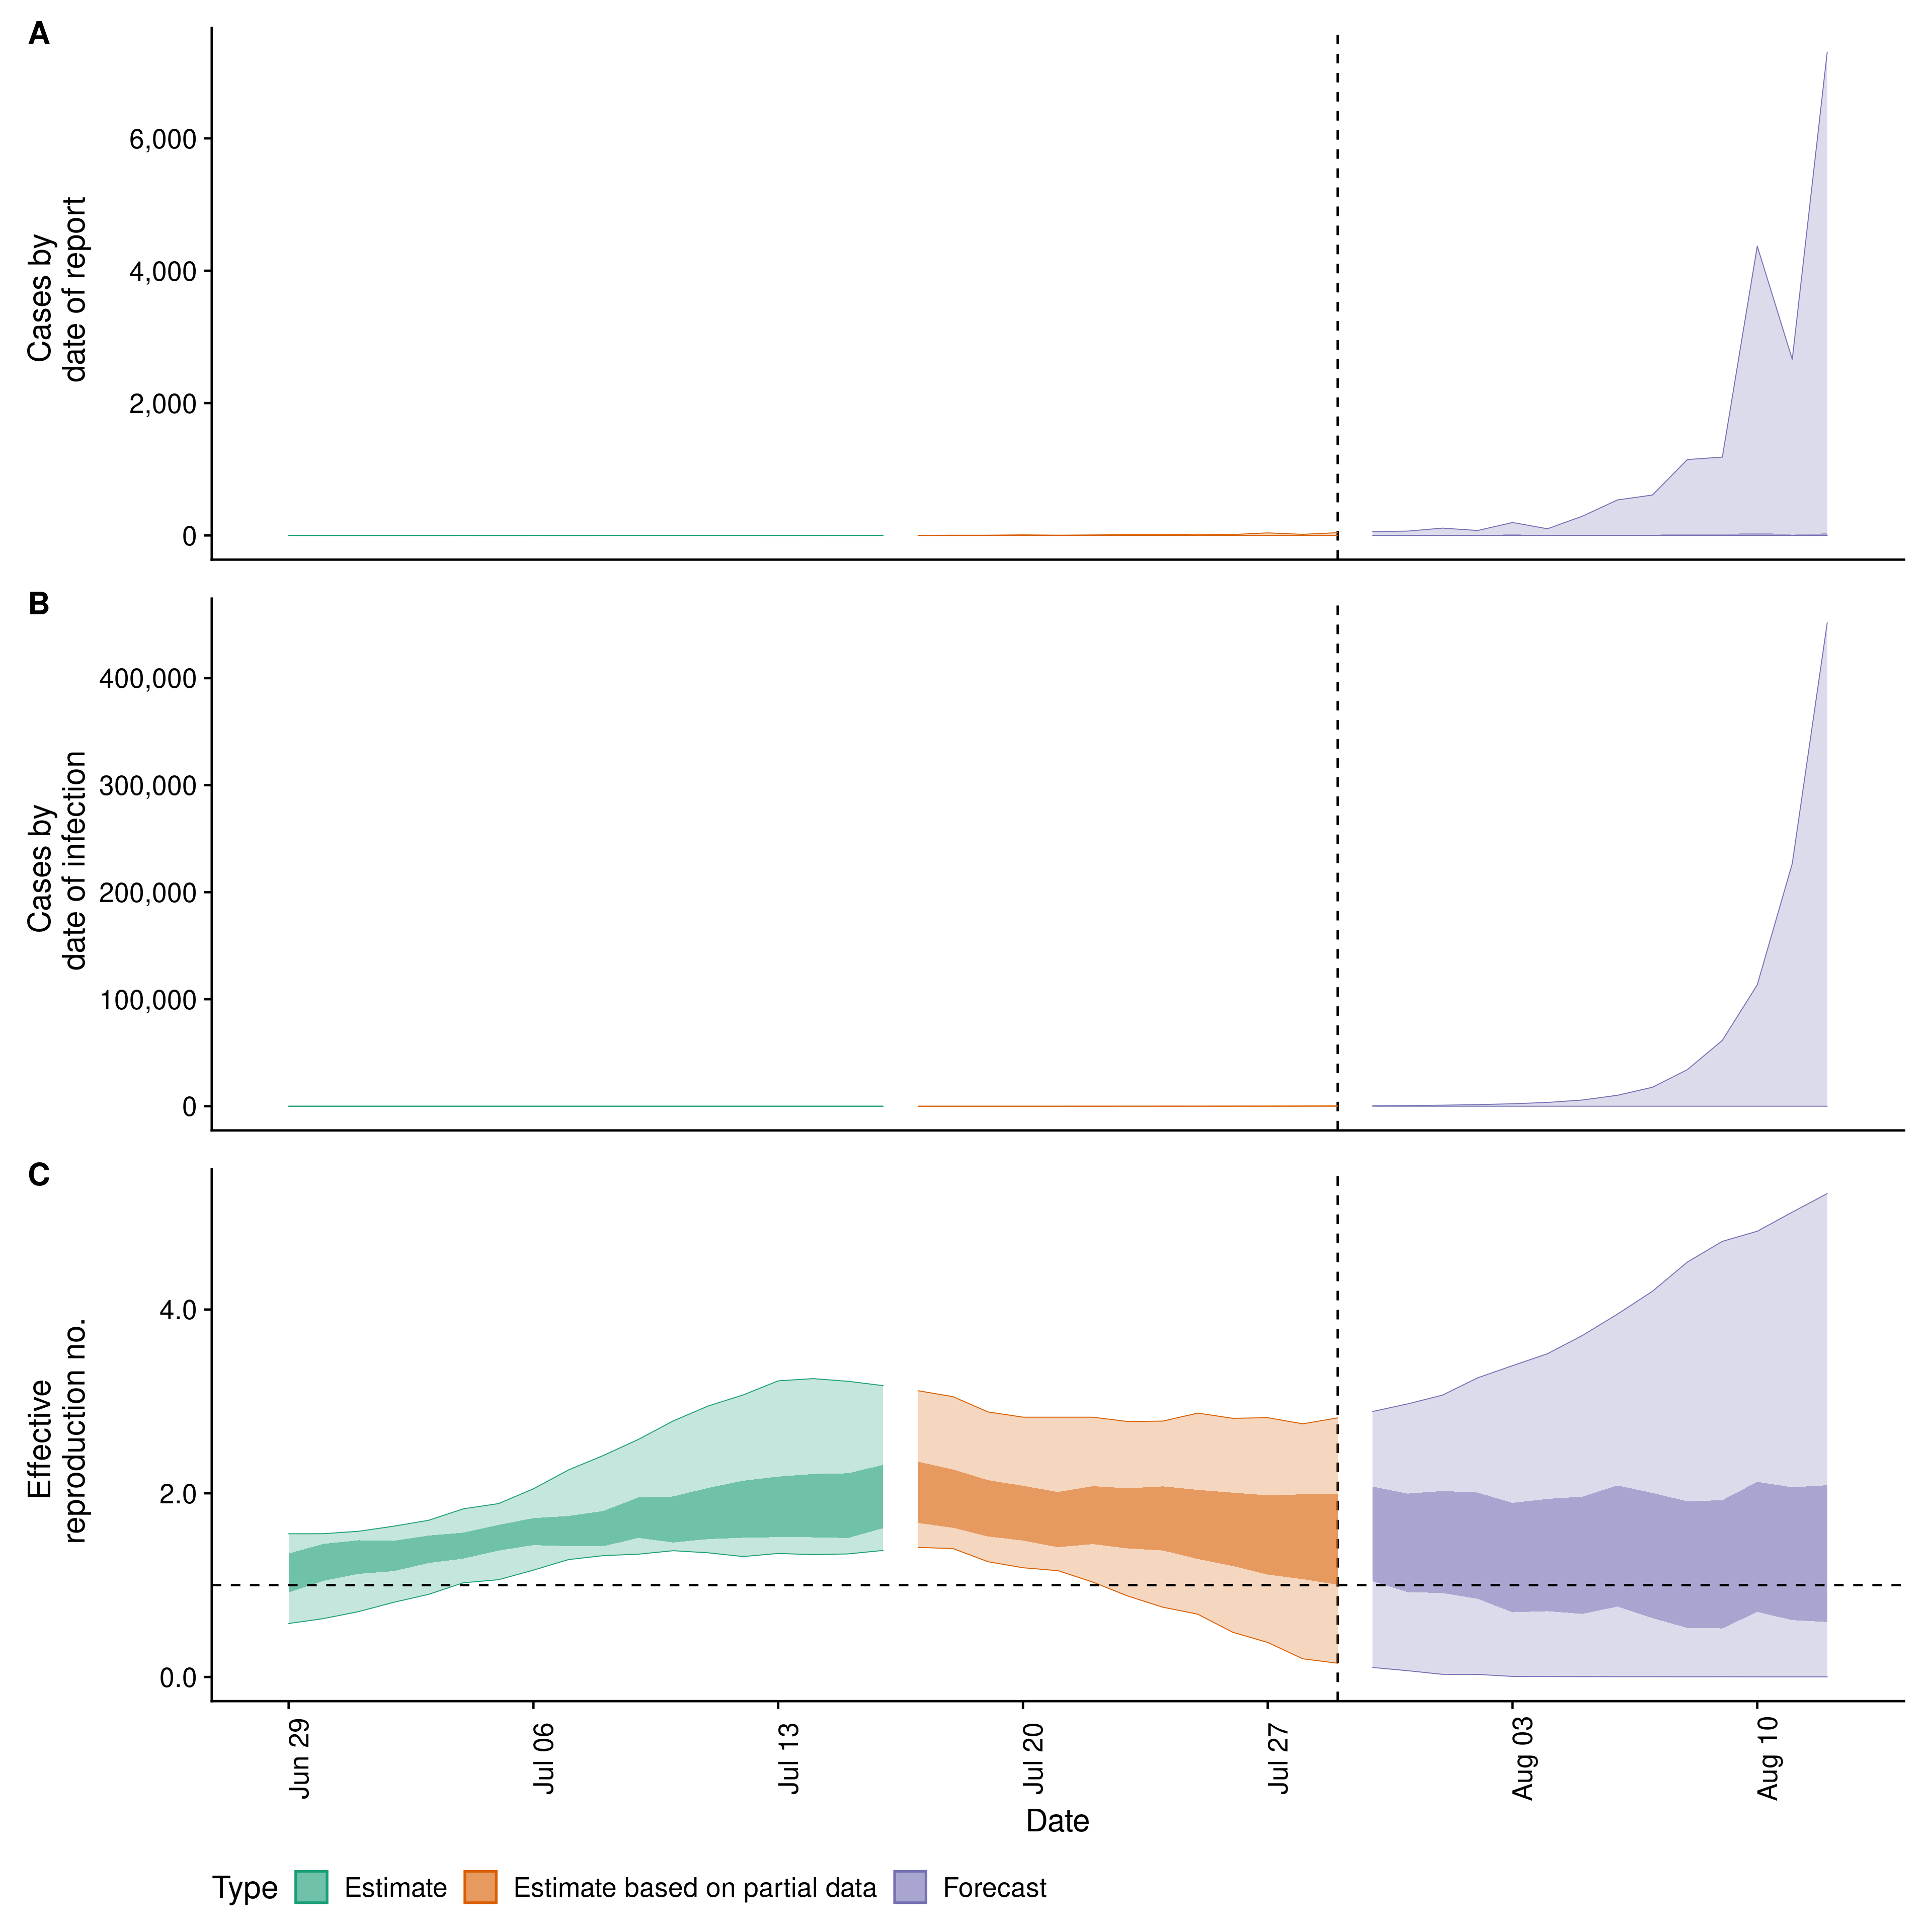 A
Cases by
date of report
6,000
4,000
2,000
0
B
Cases by
date of infection
400,000
300,000
200,000
100,000
0
C
Effective
reproduction no.
4.0
2.0
0.0
Jun 29
Jul 06
Jul 13
Jul 20
Jul 27
Aug 03
Aug 10
Date
Type Estimate Estimate based on partial data Forecast